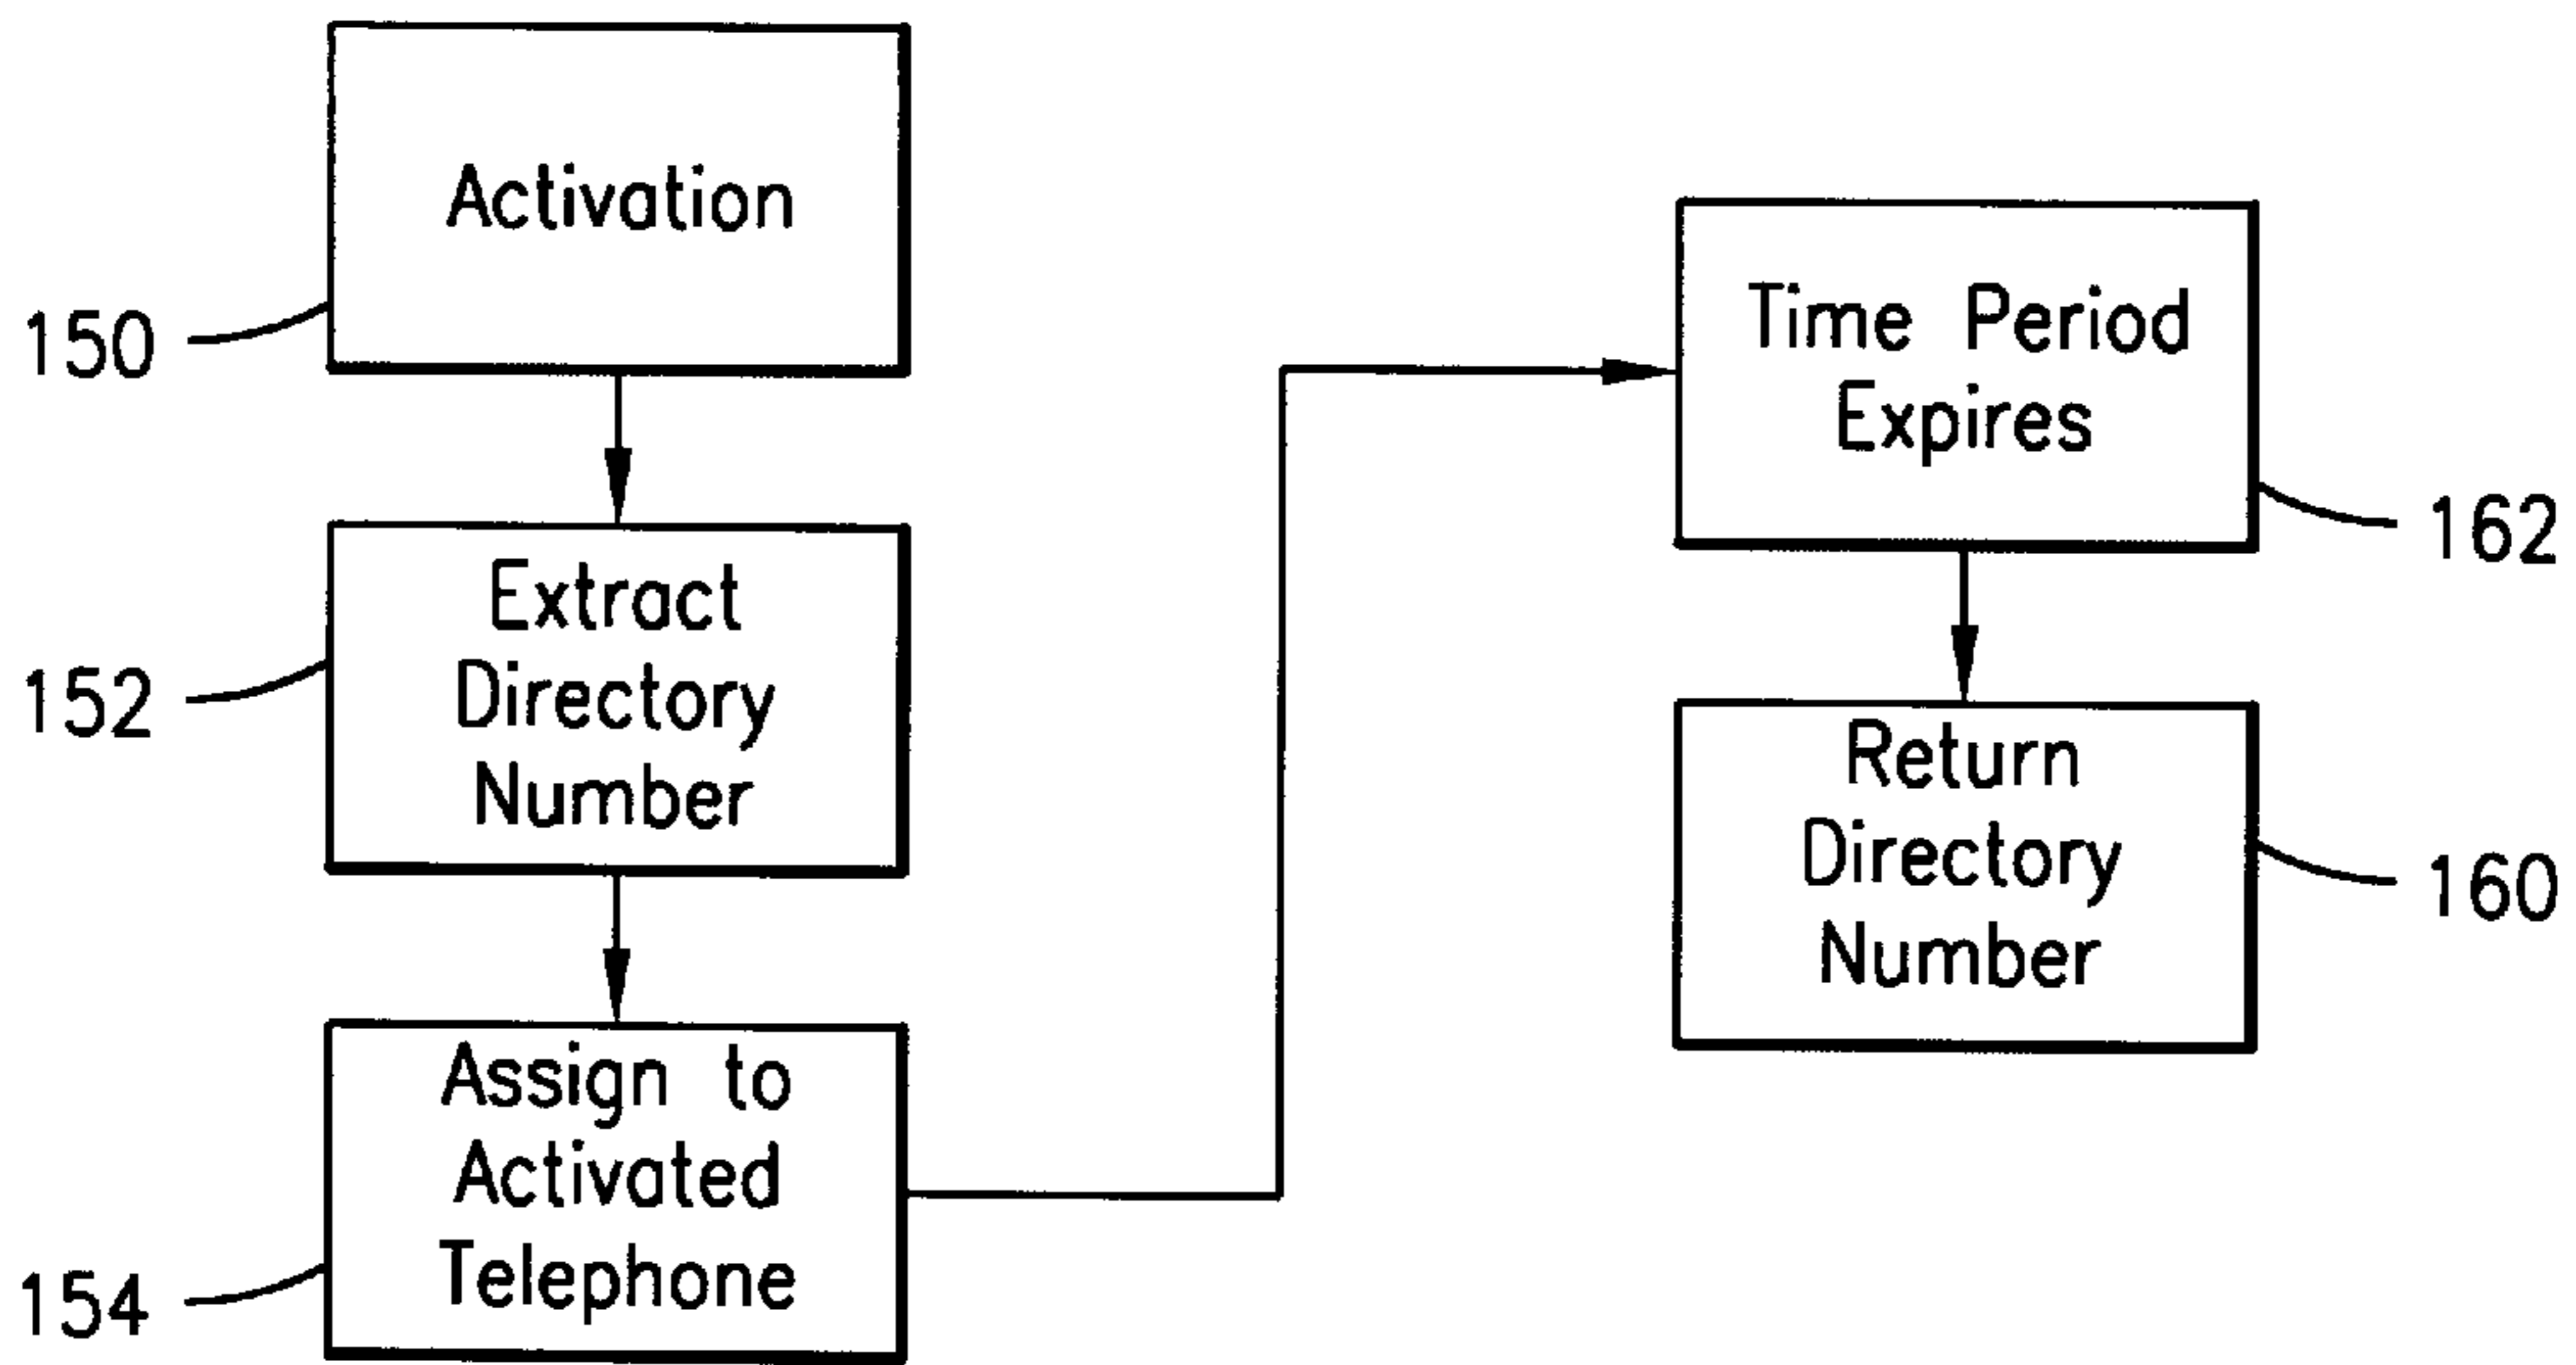 Activation
150
Extract
Directory
Number
152
Assign to
Activated
Telephone
154
Time Period
Expires
162
Return
Directory
Number
160